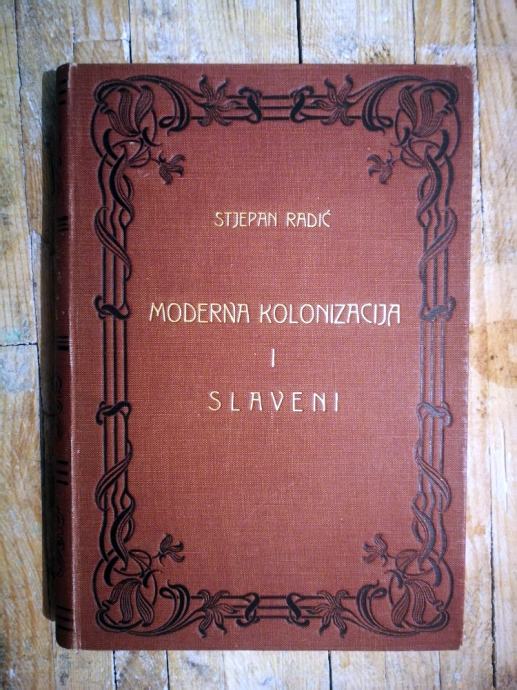 STJEPAN RADIĆ
MODERNA KOLONIZACIJA
I
SLAVENI